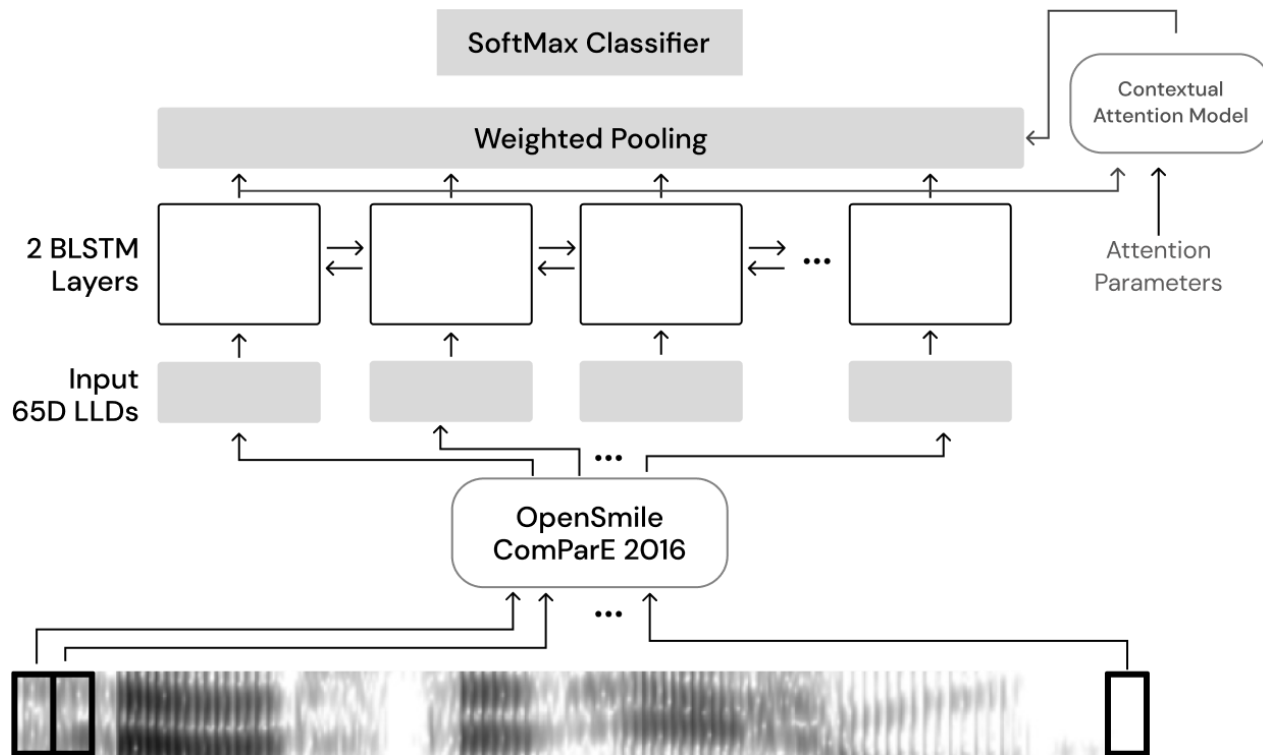 SoftMax Classifier
Contextual
Attention Model
Weighted Pooling
2 BLSTM
Layers
...
Attention
Parameters
Input
65D LLDs
...
OpenSmile
ComParE 2016
...